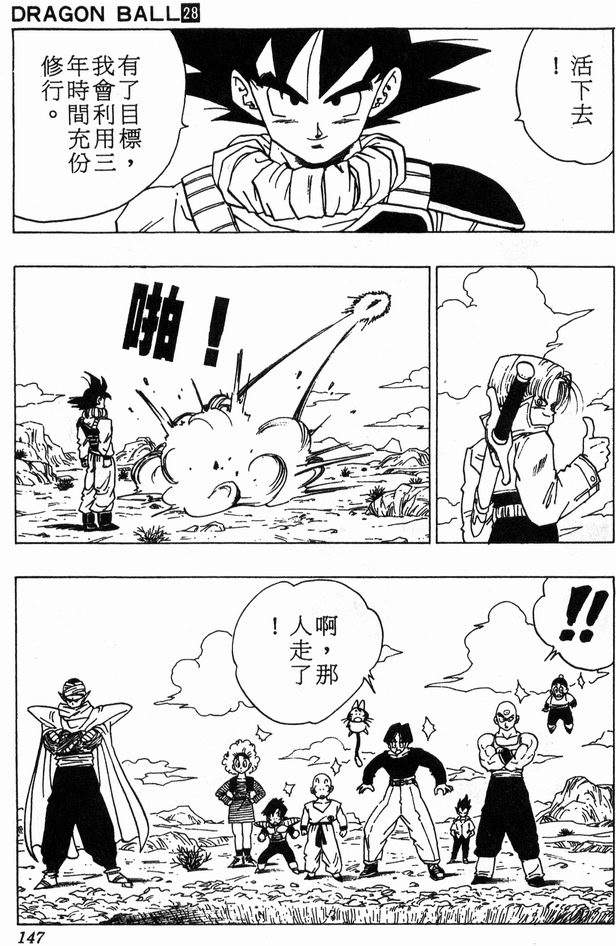 DRAGON BALL 28
活下去
！
有了目標，
我會利用三
年時間充份
修行。
啪！
!!
啊，那
人走了
！
147